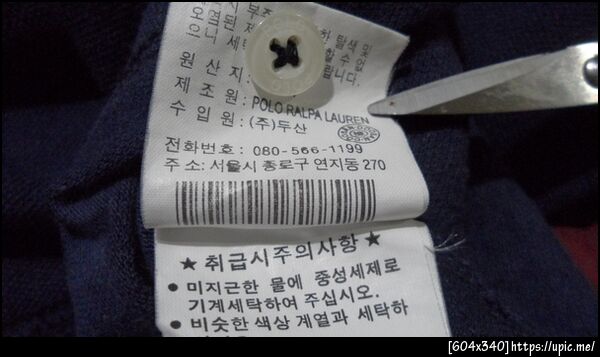 원 산 지 :
제 조 원 : POLO RALPA LAUREN
수 입 원 : (주)두산
전화번호 : 080-566-1199
주 소: 서울시 종로구 연지동 270
★ 취급시주의사항 ★
● 미지근한 물에 중성세제로
기계세탁하여 주십시오.
● 비슷한 색상 계열과 세탁하
[604x340]https://upic.me/